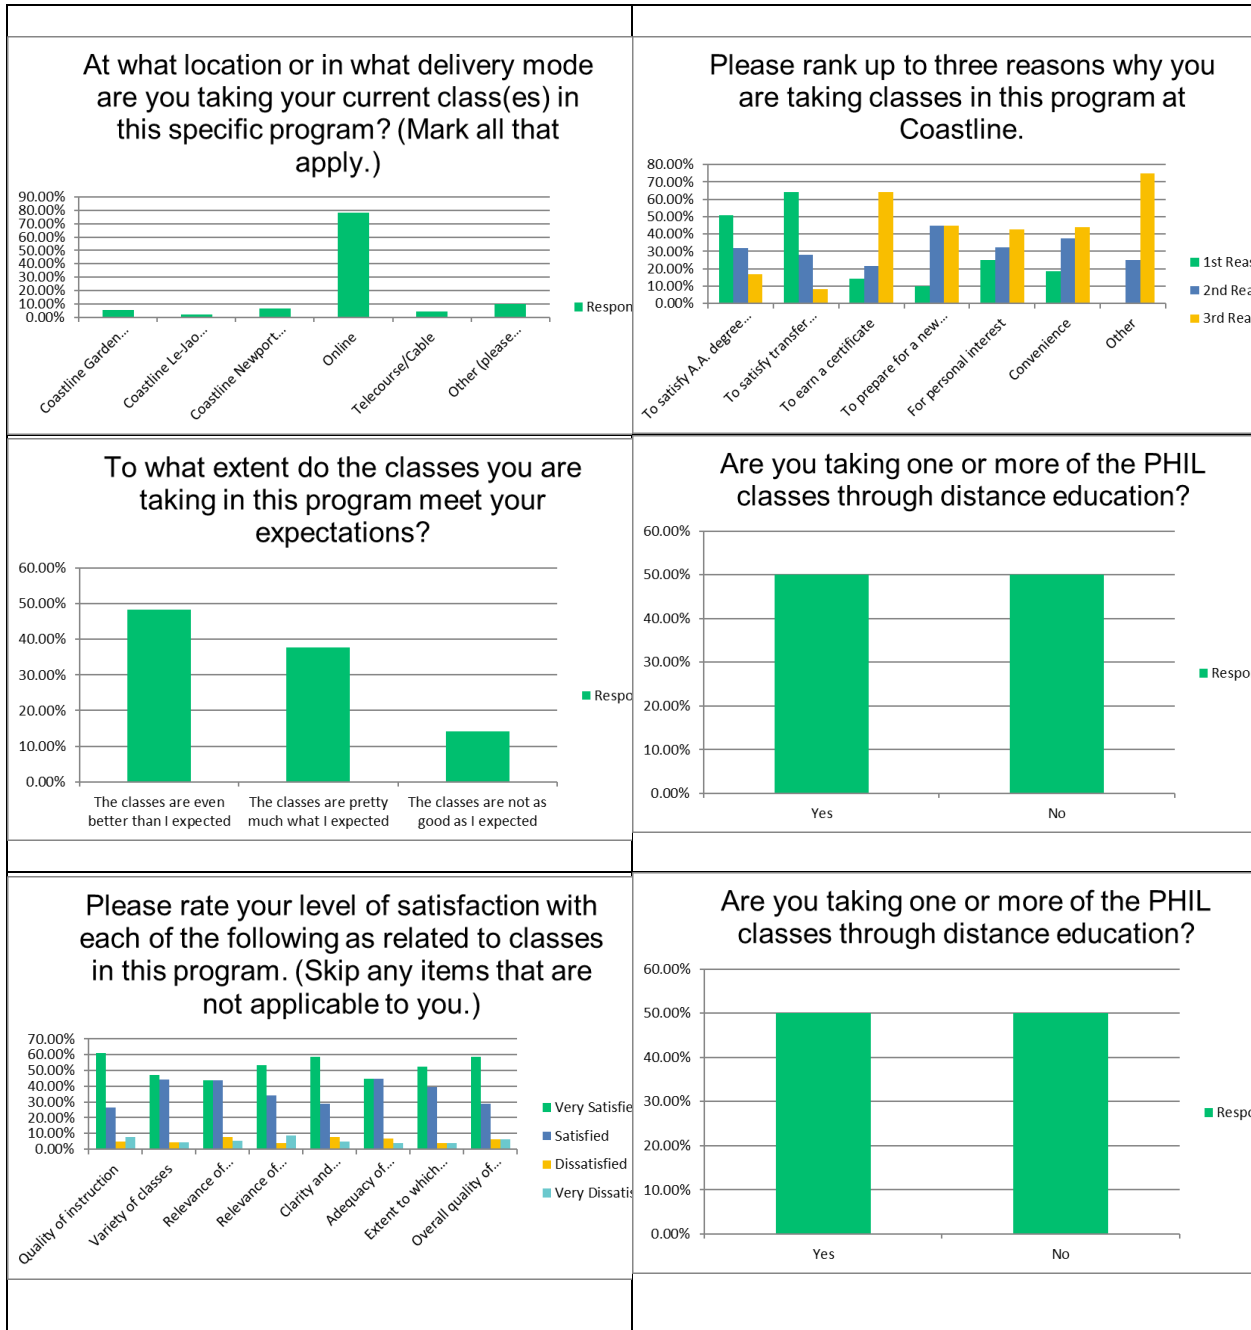 At what location or in what delivery mode
are you taking your current class(es) in
this specific program? (Mark all that
apply.)
90.00%
80.00%
70.00%
60.00%
50.00%
40.00%
30.00%
20.00%
10.00%
0.00%
Coastline Garden...
Coastline Le-Jao...
Coastline Newport...
Online
Telecourse/Cable
Other (please...
Respon
Please rank up to three reasons why you
are taking classes in this program at
Coastline.
80.00%
70.00%
60.00%
50.00%
40.00%
30.00%
20.00%
10.00%
0.00%
To satisfy A.A. degree...
To satisfy transfer...
To earn a certificate
To prepare for a new...
For personal interest
Convenience
Other
1st Reas
2nd Rea
3rd Rea
To what extent do the classes you are
taking in this program meet your
expectations?
60.00%
50.00%
40.00%
30.00%
20.00%
10.00%
0.00%
The classes are even
better than I expected
The classes are pretty
much what I expected
The classes are not as
good as I expected
Respo
Are you taking one or more of the PHIL
classes through distance education?
60.00%
50.00%
40.00%
30.00%
20.00%
10.00%
0.00%
Yes
No
Respo
Please rate your level of satisfaction with
each of the following as related to classes
in this program. (Skip any items that are
not applicable to you.)
70.00%
60.00%
50.00%
40.00%
30.00%
20.00%
10.00%
0.00%
Quality of instruction
Variety of classes
Relevance of...
Relevance of...
Clarity and...
Adequacy of...
Extent to which...
Overall quality of...
Very Satisfie
Satisfied
Dissatisfied
Very Dissatis
Are you taking one or more of the PHIL
classes through distance education?
60.00%
50.00%
40.00%
30.00%
20.00%
10.00%
0.00%
Yes
No
Respo